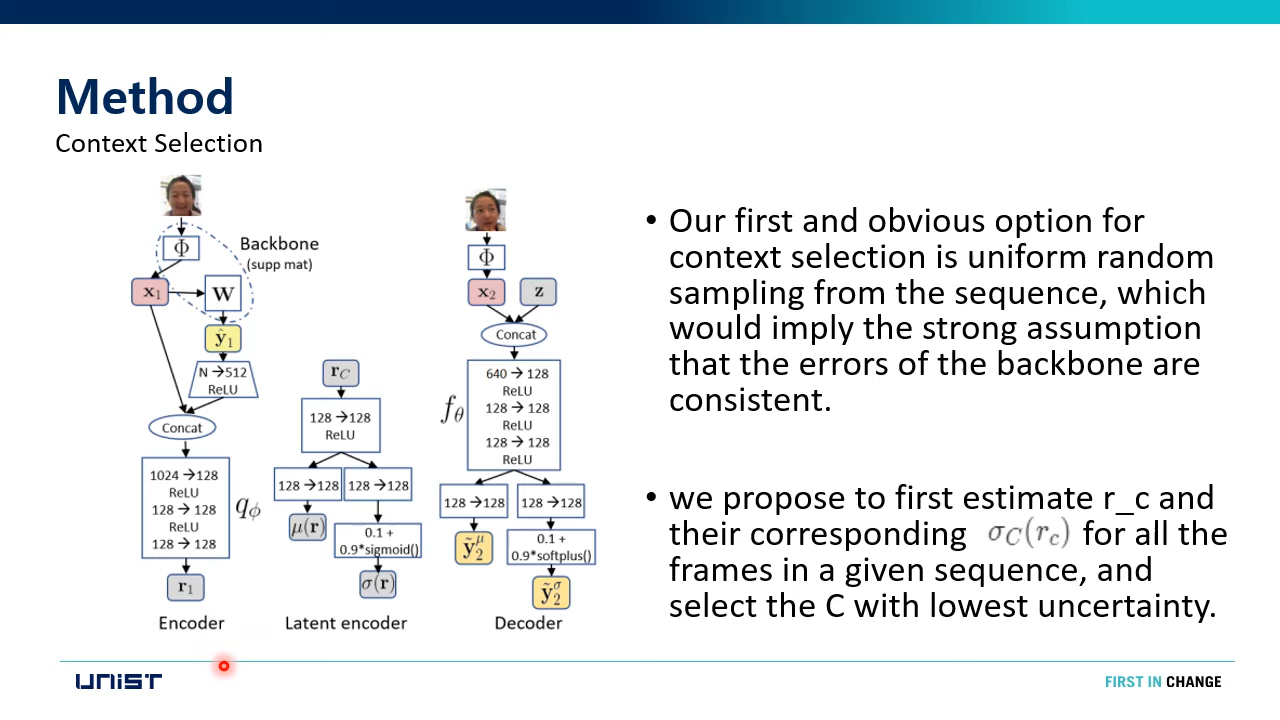 Method
Context Selection
Φ
Backbone
(supp mat)
x₁
W
ŷ₁
N →512
ReLU
Concat
1024 →128
ReLU
128 → 128
ReLU
128 → 128
qϕ
r₁
Encoder
r_C
128 →128
ReLU
128 →128
128 →128
μ(r)
0.1 +
0.9*sigmoid()
σ(r)
Latent encoder
Φ
x₂
z
Concat
fθ
640 → 128
ReLU
128 → 128
ReLU
128 → 128
ReLU
128 →128
128 →128
ỹ₂^μ
0.1 +
0.9*softplus()
ỹ₂^σ
Decoder
• Our first and obvious option for
context selection is uniform random
sampling from the sequence, which
would imply the strong assumption
that the errors of the backbone are
consistent.
• we propose to first estimate r_c and
their corresponding σ_C(r_c) for all the
frames in a given sequence, and
select the C with lowest uncertainty.
UNIST
FIRST IN CHANGE